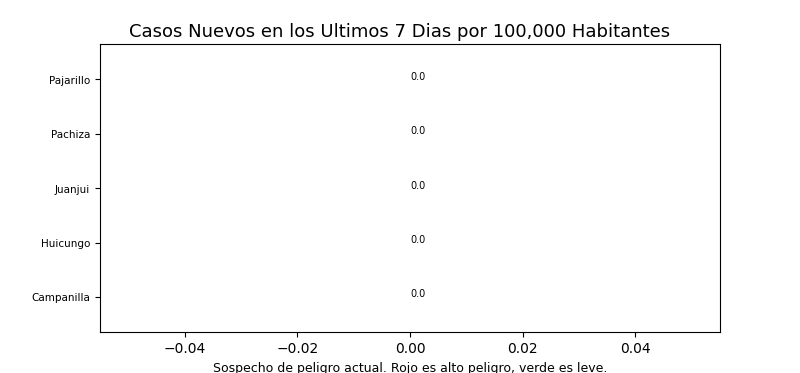 Casos Nuevos en los Ultimos 7 Dias por 100,000 Habitantes
Pajarillo 0.0
Pachiza 0.0
Juanjui 0.0
Huicungo 0.0
Campanilla 0.0
−0.04 −0.02 0.00 0.02 0.04
Sospecho de peligro actual. Rojo es alto peligro, verde es leve.